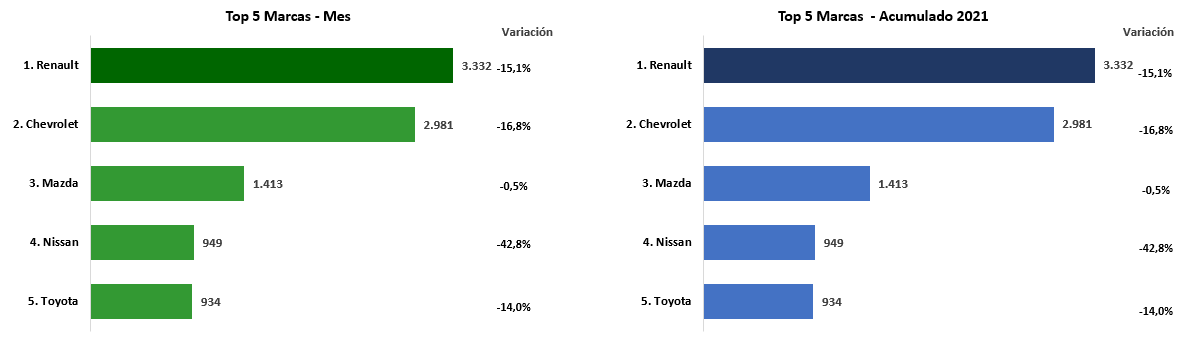 Top 5 Marcas - Mes
Variación
1. Renault 3.332 -15,1%
2. Chevrolet 2.981 -16,8%
3. Mazda 1.413 -0,5%
4. Nissan 949 -42,8%
5. Toyota 934 -14,0%
Top 5 Marcas - Acumulado 2021
Variación
1. Renault 3.332 -15,1%
2. Chevrolet 2.981 -16,8%
3. Mazda 1.413 -0,5%
4. Nissan 949 -42,8%
5. Toyota 934 -14,0%